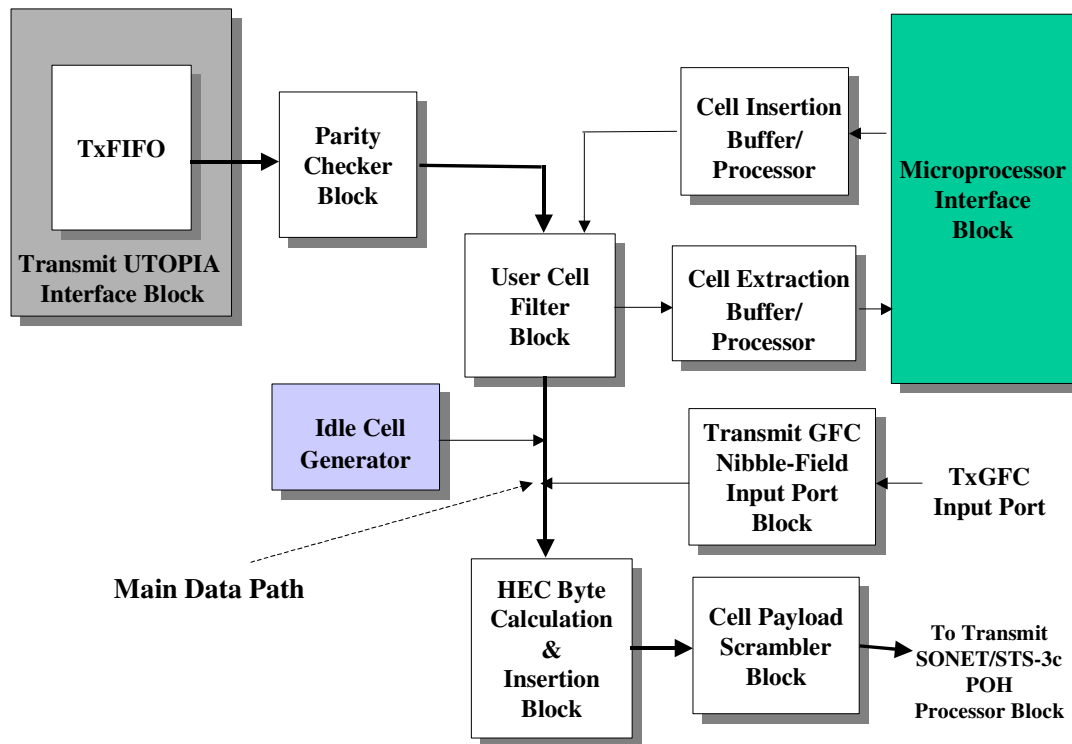 TxFIFO
Transmit UTOPIA
Interface Block
Parity
Checker
Block
Cell Insertion
Buffer/
Processor
Microprocessor
Interface
Block
User Cell
Filter
Block
Cell Extraction
Buffer/
Processor
Idle Cell
Generator
Transmit GFC
Nibble-Field
Input Port
Block
TxGFC
Input Port
Main Data Path
HEC Byte
Calculation
&
Insertion
Block
Cell Payload
Scrambler
Block
To Transmit
SONET/STS-3c
POH
Processor Block